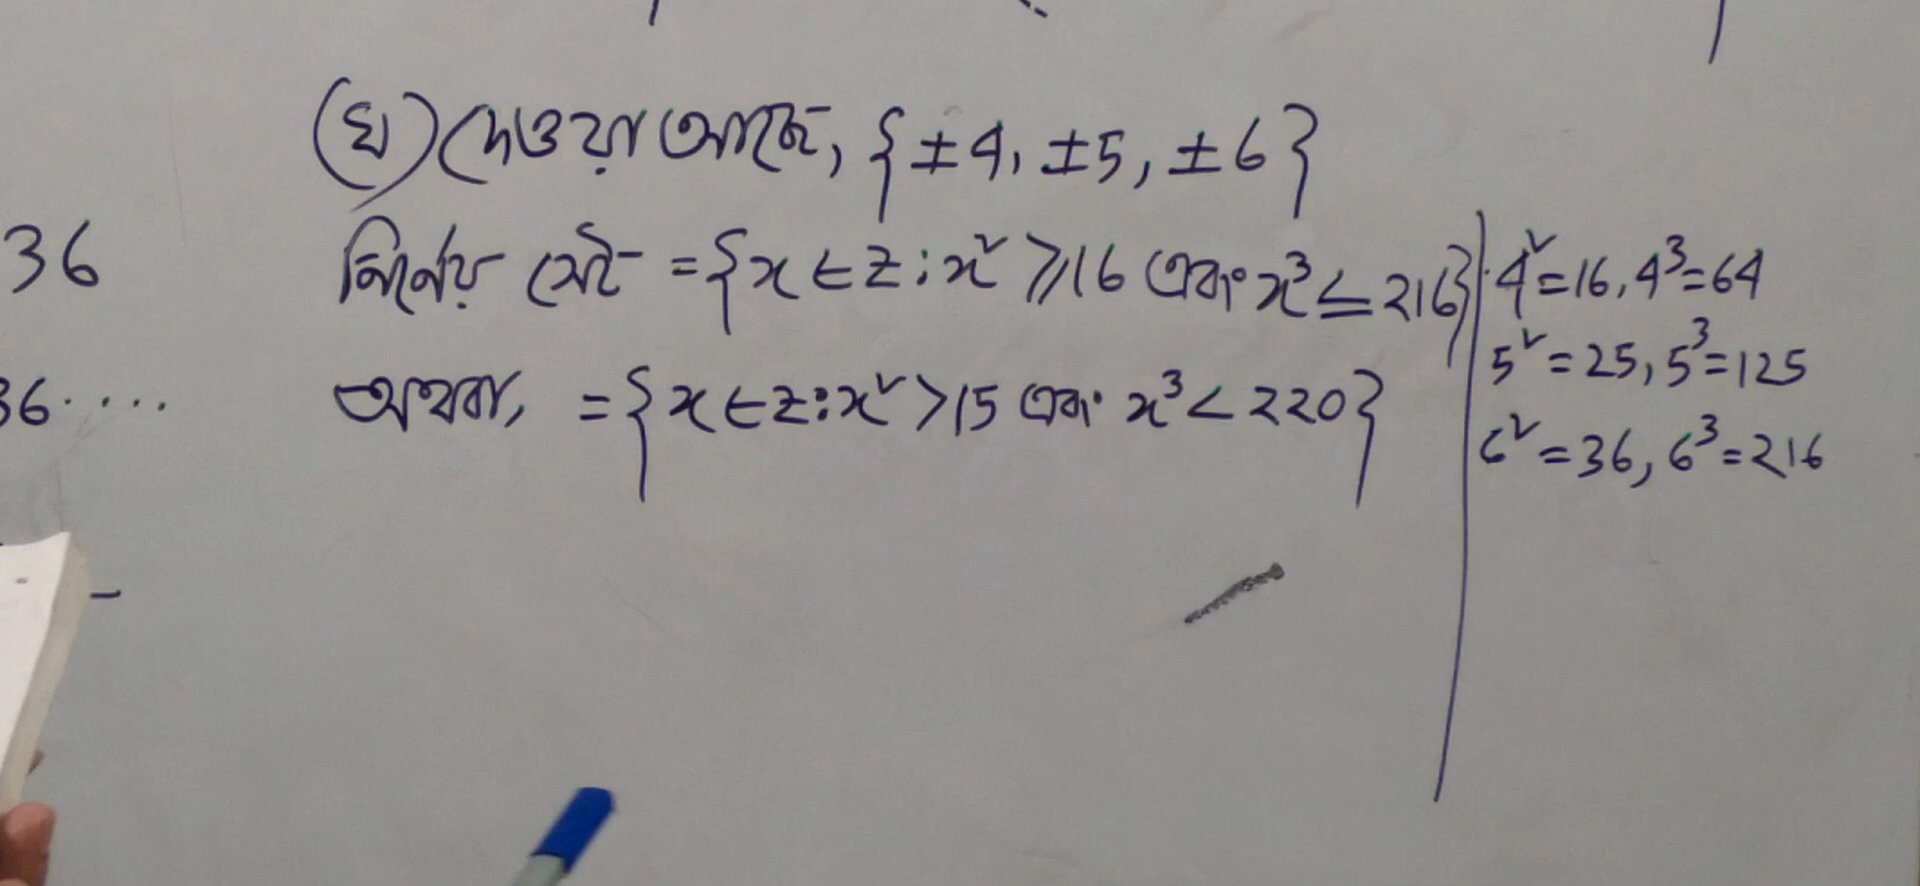 (ঘ) দেওয়া আছে, {±4, ±5, ±6}
36
নির্ণেয় সেট = {x ∈ Z : x² ⩾ 16 এবং x³ ≤ 216}
4² = 16, 4³ = 64
5² = 25, 5³ = 125
36....
অথবা, = {x ∈ Z : x² > 15 এবং x³ < 220}
6² = 36, 6³ = 216